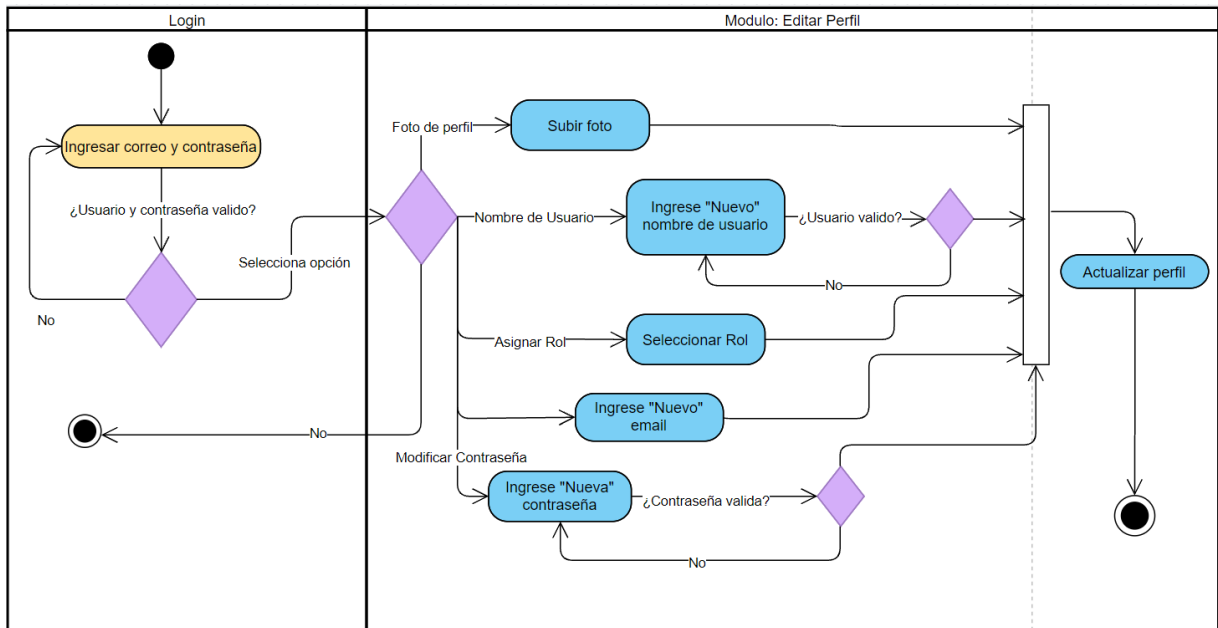 Login
Modulo: Editar Perfil
Ingresar correo y contraseña
¿Usuario y contraseña valido?
No
Selecciona opción
Foto de perfil
Subir foto
Nombre de Usuario
Ingrese "Nuevo"
nombre de usuario
¿Usuario valido?
No
Actualizar perfil
Asignar Rol
Seleccionar Rol
Ingrese "Nuevo"
email
No
Modificar Contraseña
Ingrese "Nueva"
contraseña
¿Contraseña valida?
No